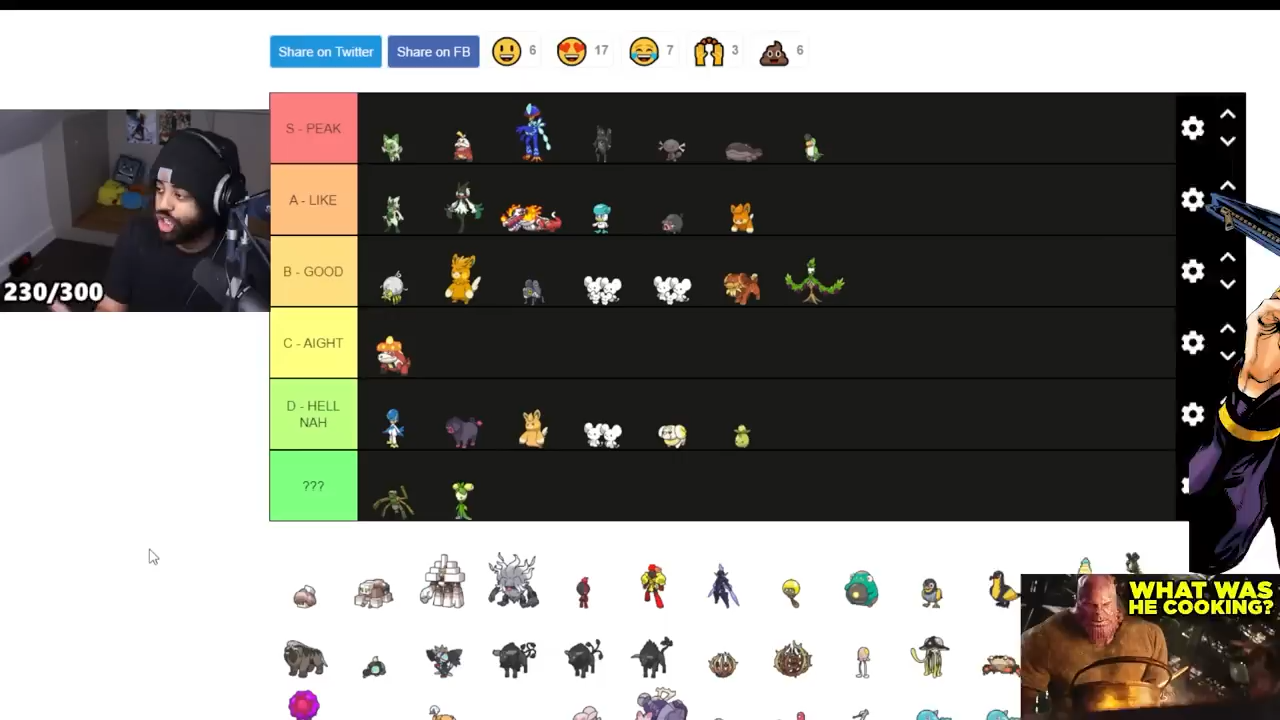 Share on Twitter
Share on FB
6
17
7
3
6
S - PEAK
A - LIKE
B - GOOD
C - AIGHT
D - HELL
NAH
???
230/300
WHAT WAS
HE COOKING?